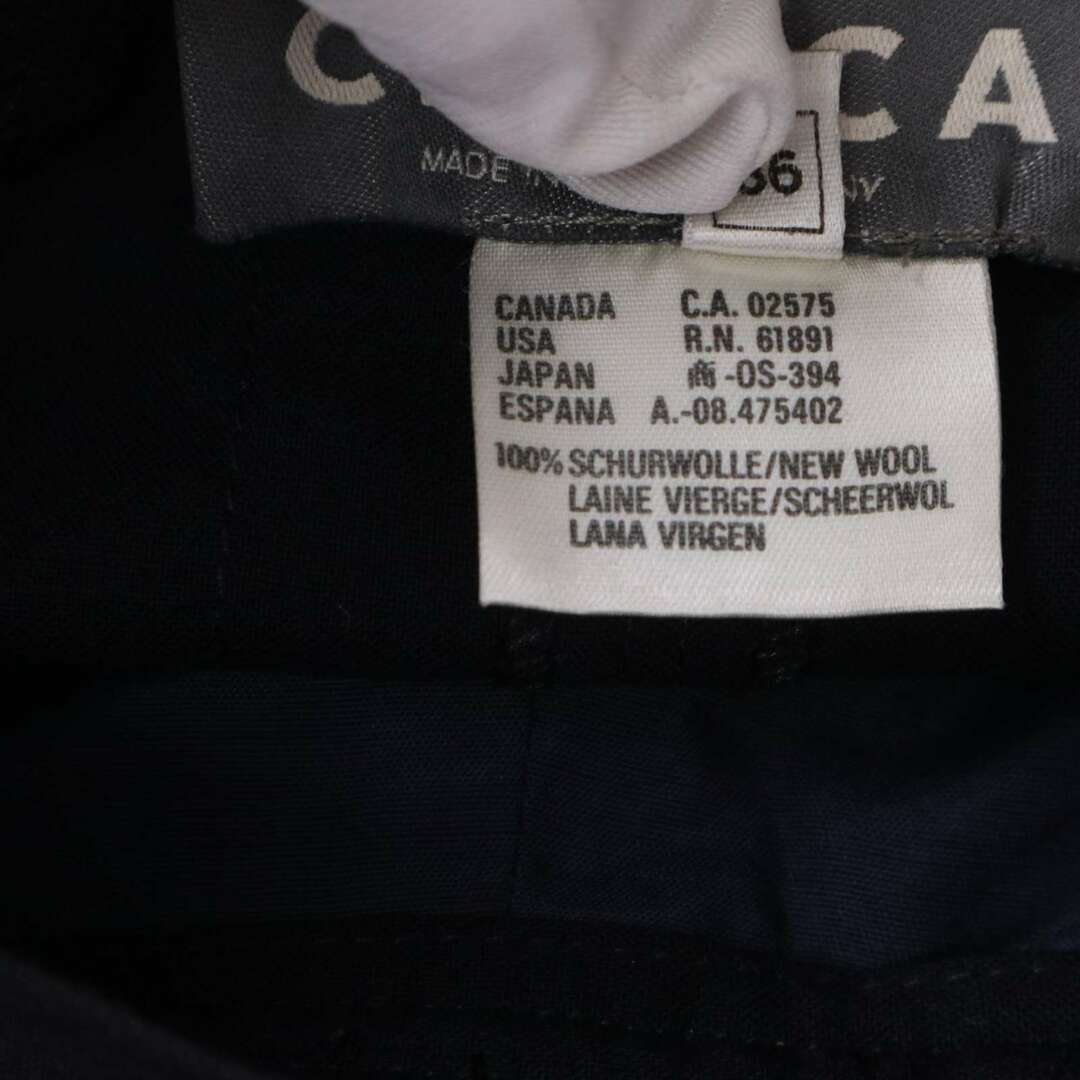 C CA
MADE IN NY
36
CANADA C.A. 02575
USA R.N. 61891
JAPAN 商-OS-394
ESPANA A.-08.475402
100% SCHURWOLLE/NEW WOOL
LAINE VIERGE/SCHEERWOL
LANA VIRGEN